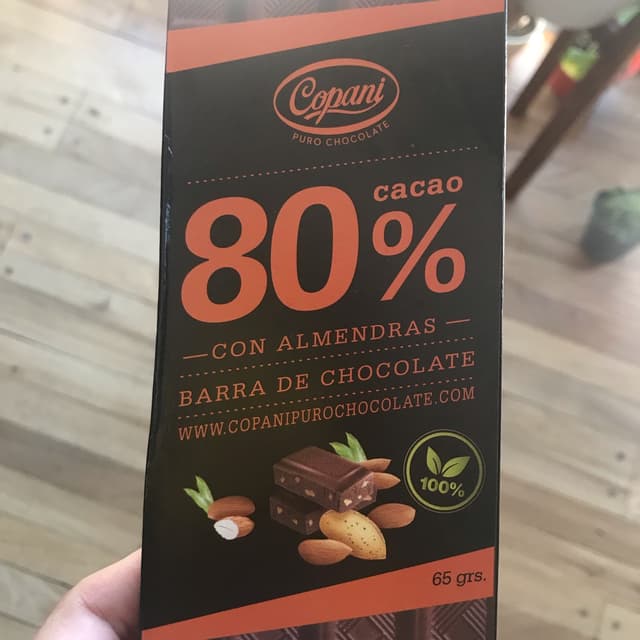 Copani
PURO CHOCOLATE
cacao
80%
—CON ALMENDRAS—
BARRA DE CHOCOLATE
WWW.COPANIPUROCHOCOLATE.COM
100%
65 grs.